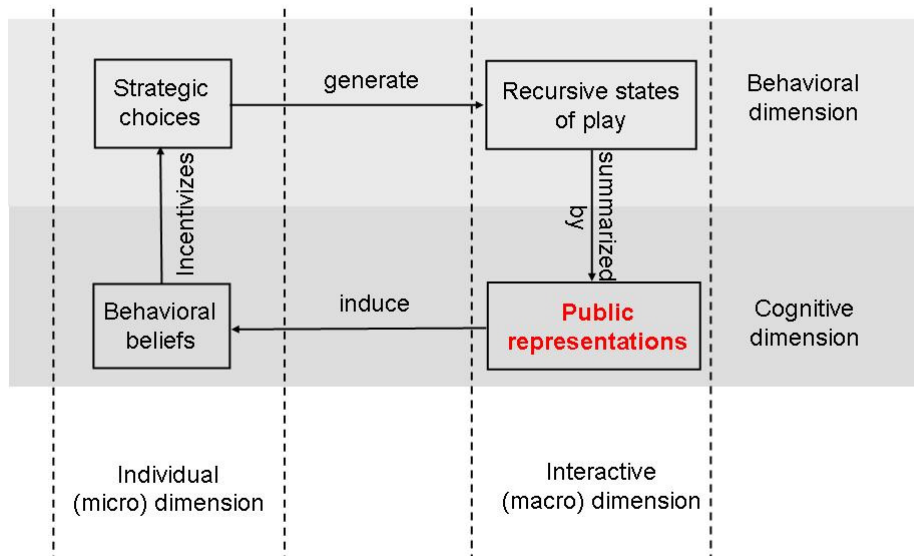 Strategic
choices
generate
Recursive states
of play
Behavioral
dimension
Incentivizes
summarized
by
Behavioral
beliefs
induce
Public
representations
Cognitive
dimension
Individual
(micro) dimension
Interactive
(macro) dimension